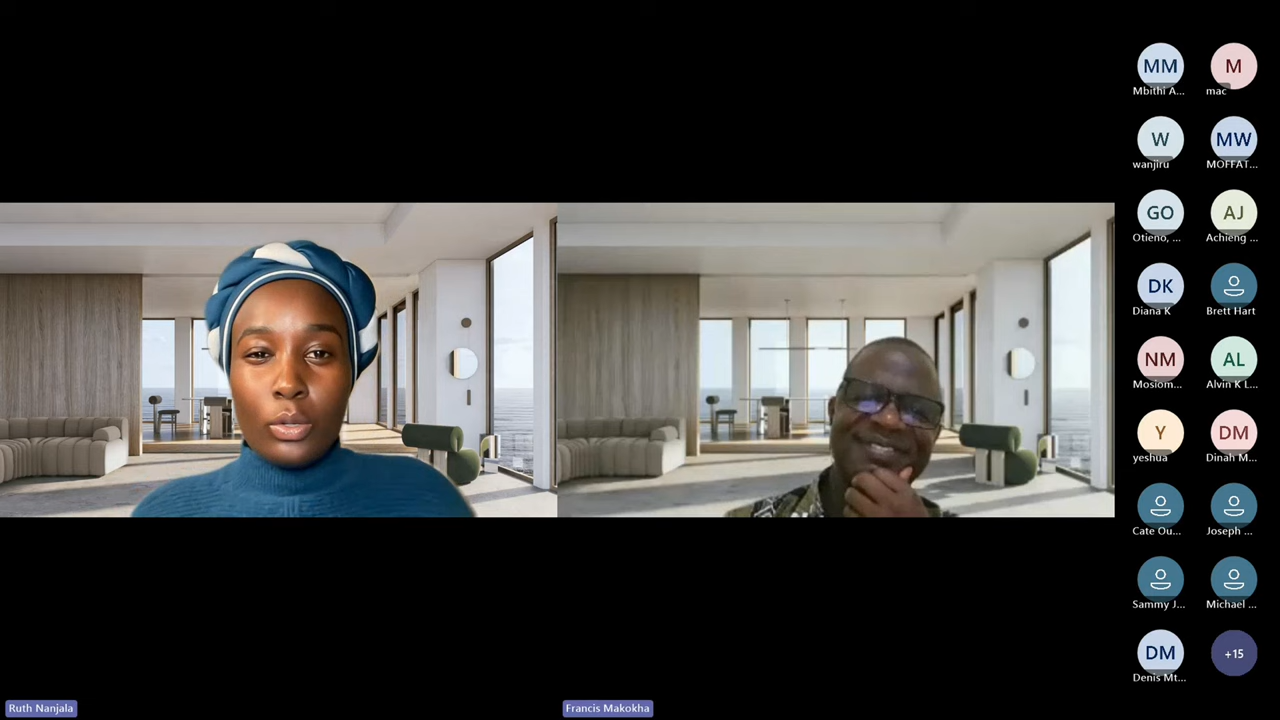 MM
M
Mbithi A...
mac
W
MW
wanjiru
MOFFAT...
GO
AJ
Otieno, ...
Achieng ...
DK
Diana K
Brett Hart
NM
AL
Mosiom...
Alvin K L...
Y
DM
yeshua
Dinah M...
Cate Ou...
Joseph ...
Sammy J...
Michael ...
DM
+15
Denis Mt...
Ruth Nanjala
Francis Makokha